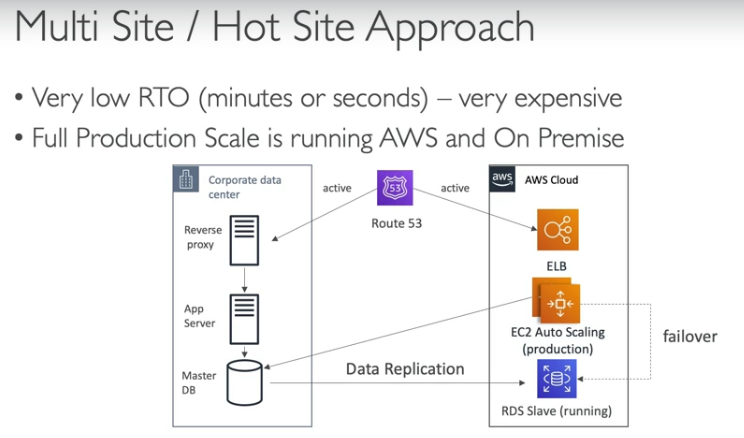 Multi Site / Hot Site Approach
• Very low RTO (minutes or seconds) – very expensive
• Full Production Scale is running AWS and On Premise
Corporate data
center
active
53
active
aws
AWS Cloud
Route 53
Reverse
proxy
ELB
App
Server
EC2 Auto Scaling
(production)
failover
Master
DB
Data Replication
RDS Slave (running)